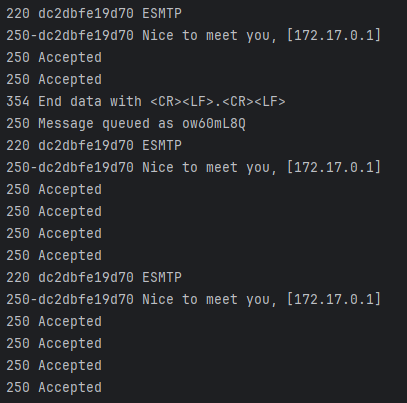 220 dc2dbfe19d70 ESMTP
250-dc2dbfe19d70 Nice to meet you, [172.17.0.1]
250 Accepted
250 Accepted
354 End data with <CR><LF>.<CR><LF>
250 Message queued as ow60mL8Q
220 dc2dbfe19d70 ESMTP
250-dc2dbfe19d70 Nice to meet you, [172.17.0.1]
250 Accepted
250 Accepted
250 Accepted
250 Accepted
220 dc2dbfe19d70 ESMTP
250-dc2dbfe19d70 Nice to meet you, [172.17.0.1]
250 Accepted
250 Accepted
250 Accepted
250 Accepted